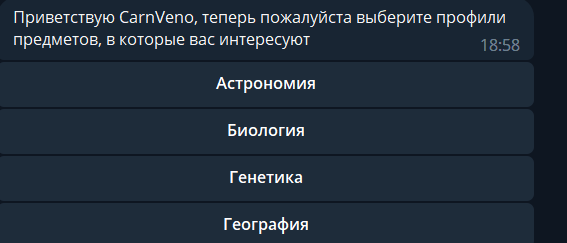 Приветствую CarnVeno, теперь пожалуйста выберите профили
предметов, в которые вас интересуют
18:58
Астрономия
Биология
Генетика
География